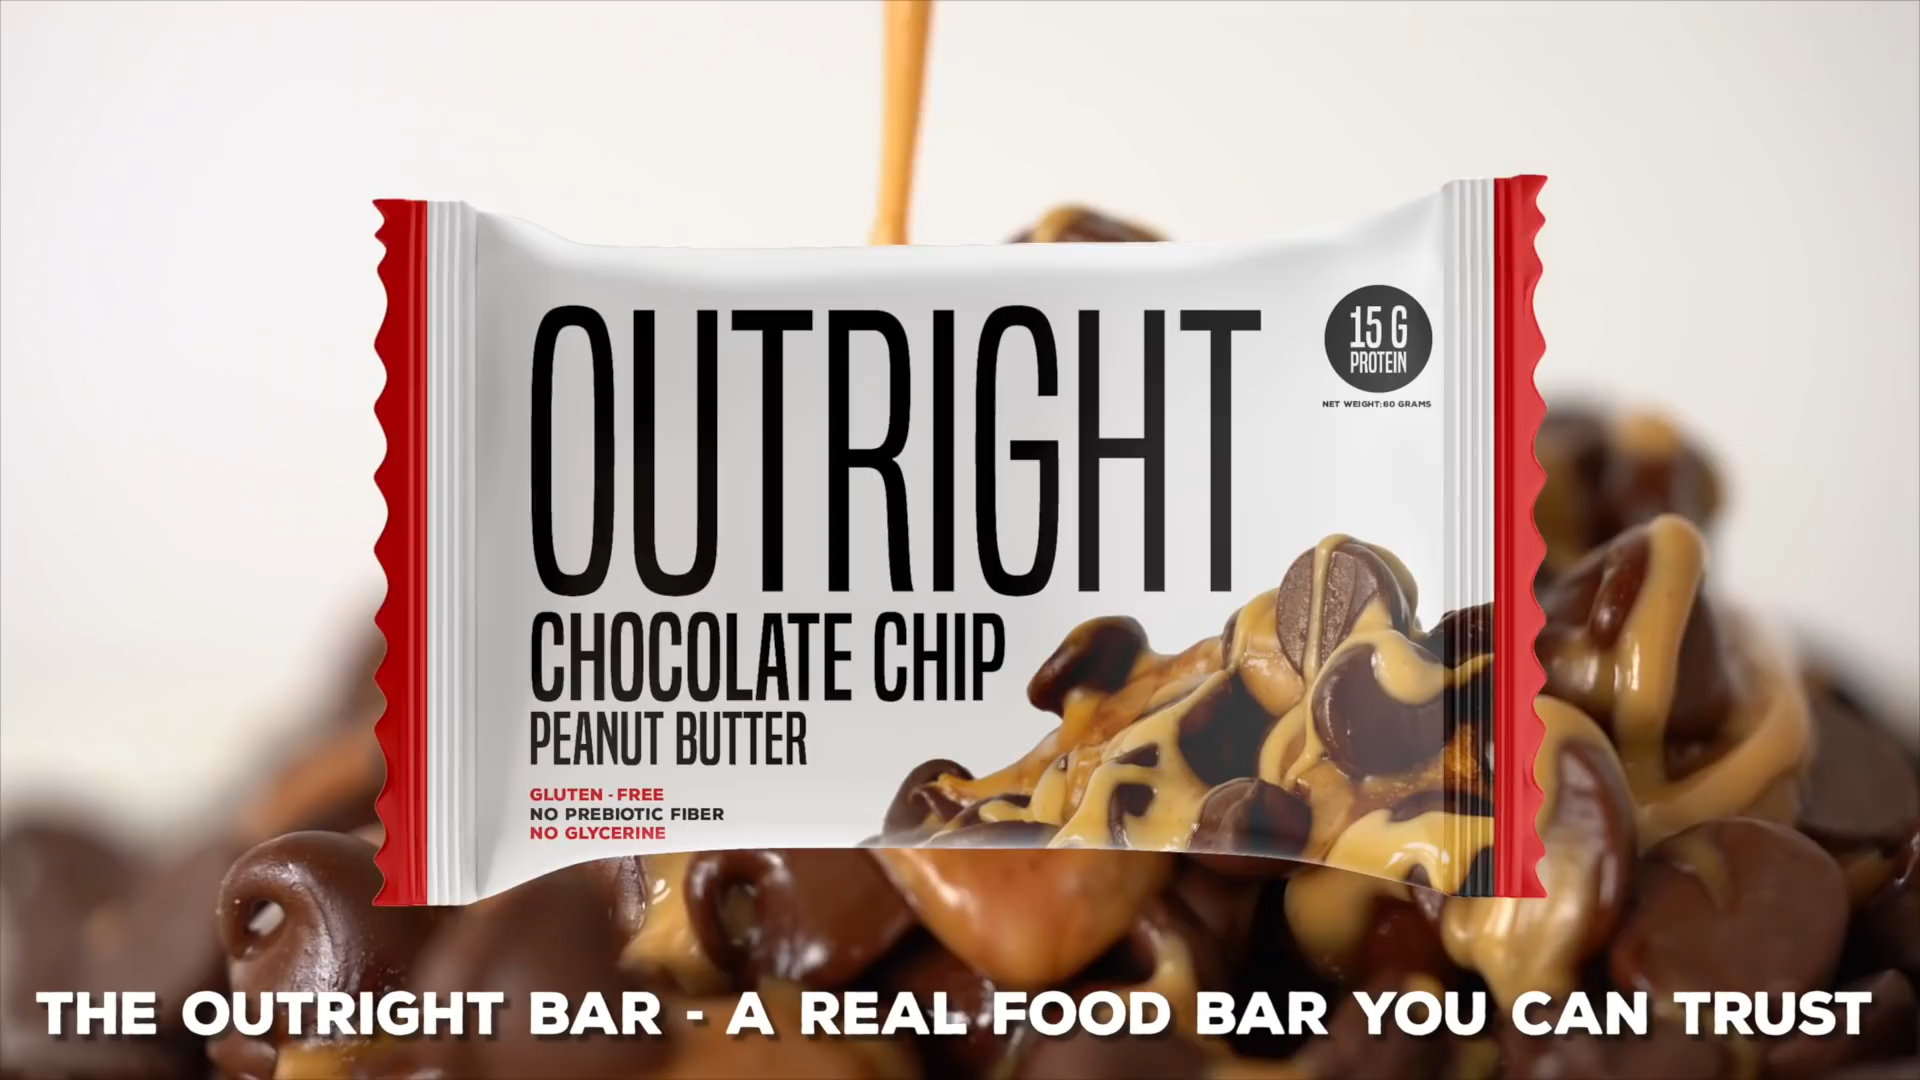 OUTRIGHT
15 G
PROTEIN
NET WEIGHT: 60 GRAMS
CHOCOLATE CHIP
PEANUT BUTTER
GLUTEN - FREE
NO PREBIOTIC FIBER
NO GLYCERINE
THE OUTRIGHT BAR - A REAL FOOD BAR YOU CAN TRUST